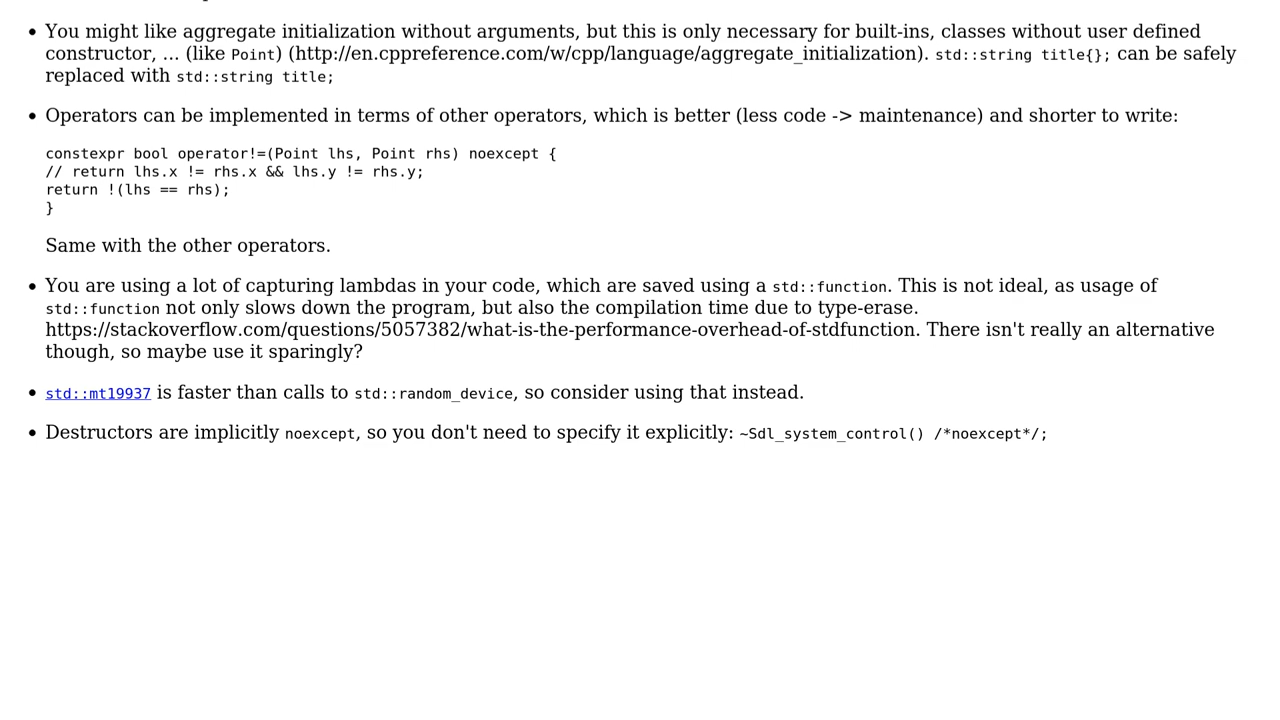 You might like aggregate initialization without arguments, but this is only necessary for built-ins, classes without user defined
constructor, ... (like Point) (http://en.cppreference.com/w/cpp/language/aggregate_initialization). std::string title{}; can be safely
replaced with std::string title;
Operators can be implemented in terms of other operators, which is better (less code -> maintenance) and shorter to write:
constexpr bool operator!=(Point lhs, Point rhs) noexcept {
// return lhs.x != rhs.x && lhs.y != rhs.y;
return !(lhs == rhs);
}
Same with the other operators.
You are using a lot of capturing lambdas in your code, which are saved using a std::function. This is not ideal, as usage of
std::function not only slows down the program, but also the compilation time due to type-erase.
https://stackoverflow.com/questions/5057382/what-is-the-performance-overhead-of-stdfunction. There isn't really an alternative
though, so maybe use it sparingly?
std::mt19937 is faster than calls to std::random_device, so consider using that instead.
Destructors are implicitly noexcept, so you don't need to specify it explicitly: ~Sdl_system_control() /*noexcept*/;